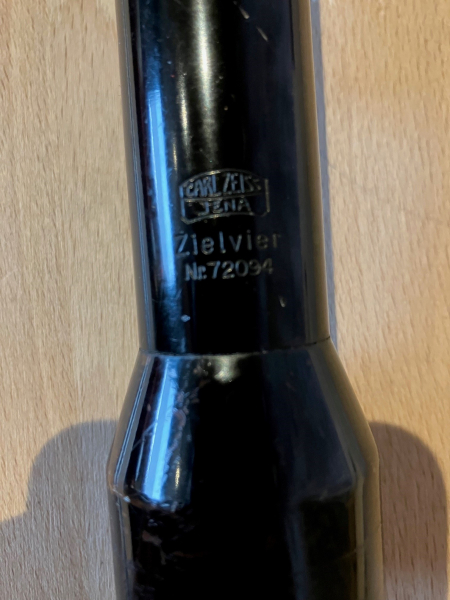 CARL ZEISS
JENA
Zielvier
Nr. 72094